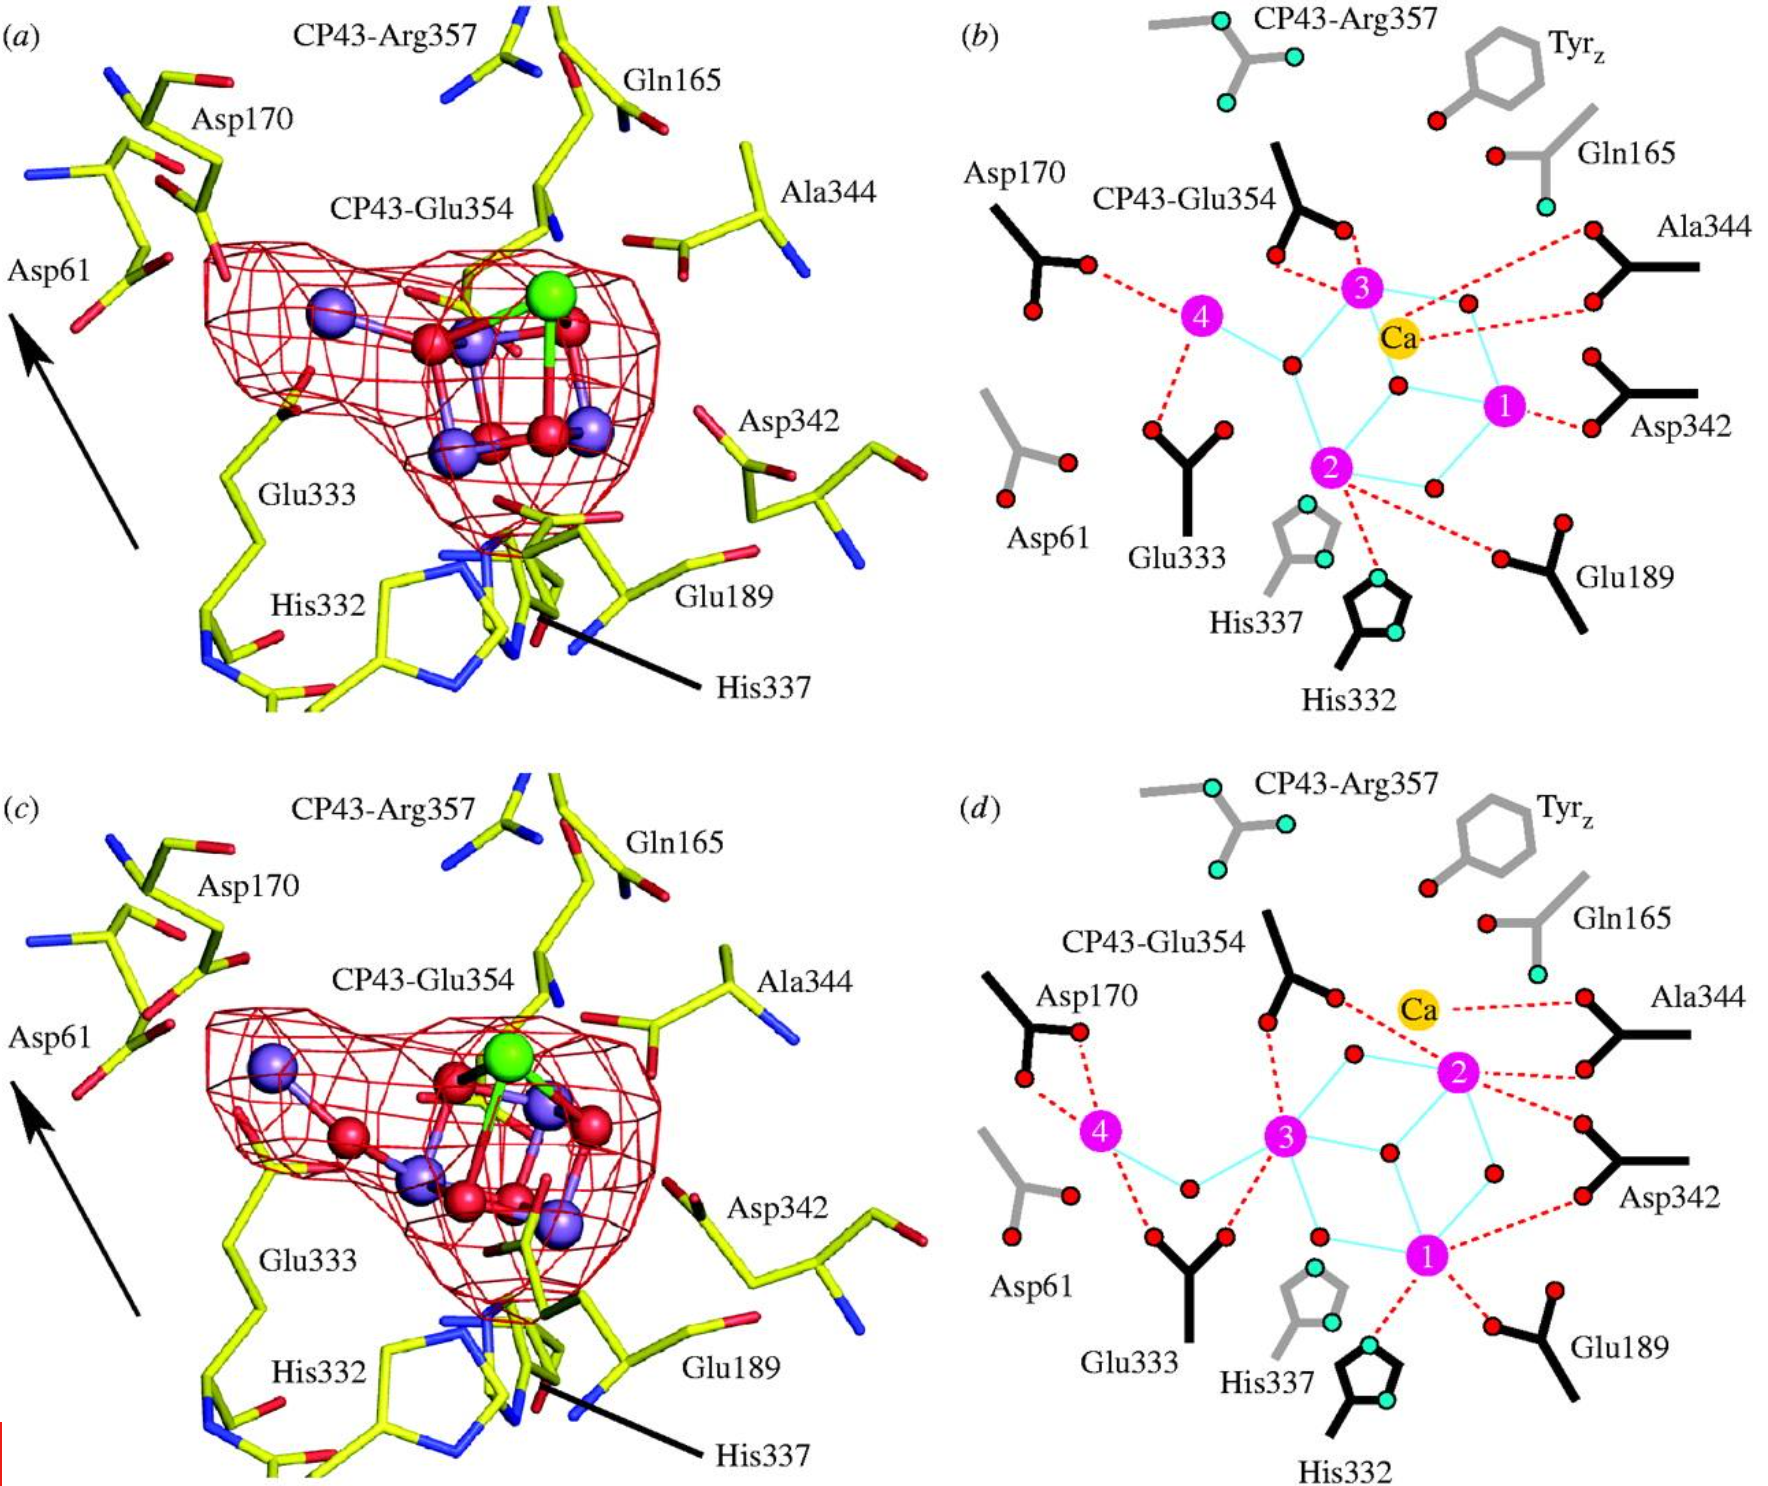 (a)
CP43-Arg357
Gln165
Asp170
Ala344
CP43-Glu354
Asp61
Asp342
Glu333
His332
Glu189
His337
(b)
CP43-Arg357
Tyrz
Gln165
Asp170
CP43-Glu354
Ala344
3
4
Ca
1
Asp342
2
Asp61
Glu333
Glu189
His337
His332
(c)
CP43-Arg357
Gln165
Asp170
CP43-Glu354
Ala344
Asp61
Asp342
Glu333
His332
Glu189
His337
(d)
CP43-Arg357
Tyrz
Gln165
CP43-Glu354
Asp170
Ca
Ala344
2
4
3
Asp342
1
Asp61
Glu333
His337
Glu189
His332